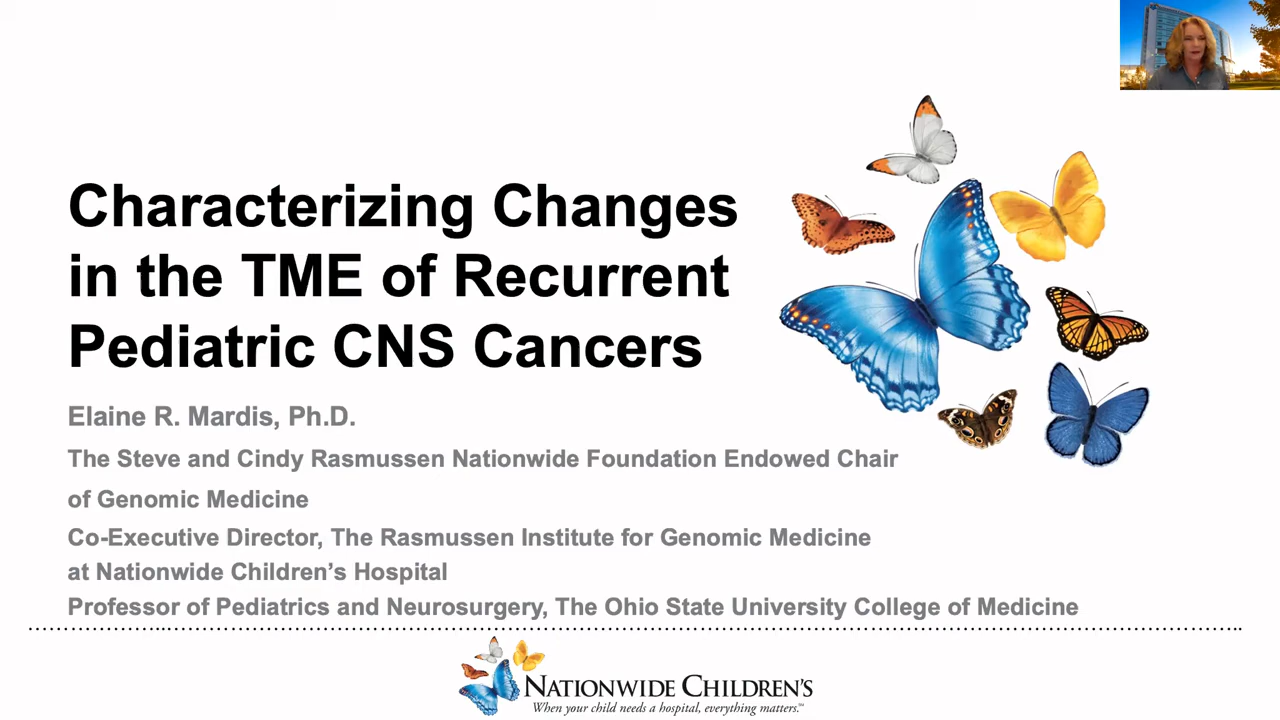 Characterizing Changes
in the TME of Recurrent
Pediatric CNS Cancers
Elaine R. Mardis, Ph.D.
The Steve and Cindy Rasmussen Nationwide Foundation Endowed Chair
of Genomic Medicine
Co-Executive Director, The Rasmussen Institute for Genomic Medicine
at Nationwide Children’s Hospital
Professor of Pediatrics and Neurosurgery, The Ohio State University College of Medicine
NATIONWIDE CHILDREN'S
When your child needs a hospital, everything matters.℠